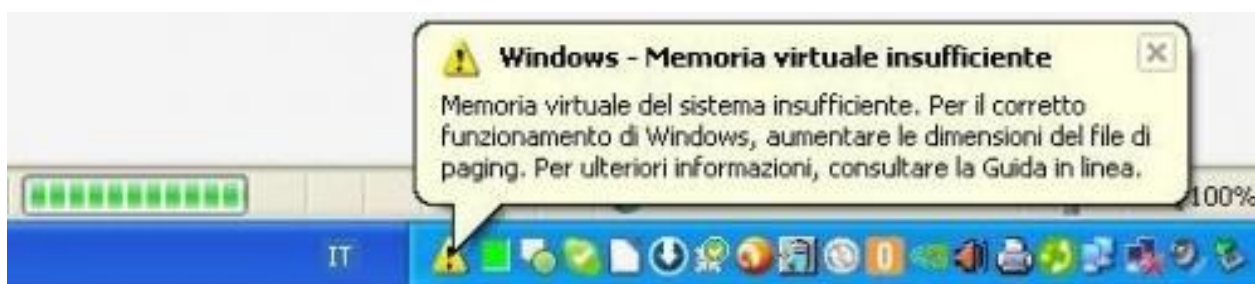 Windows - Memoria virtuale insufficiente
Memoria virtuale del sistema insufficiente. Per il corretto
funzionamento di Windows, aumentare le dimensioni del file di
paging. Per ulteriori informazioni, consultare la Guida in linea.
100%
IT